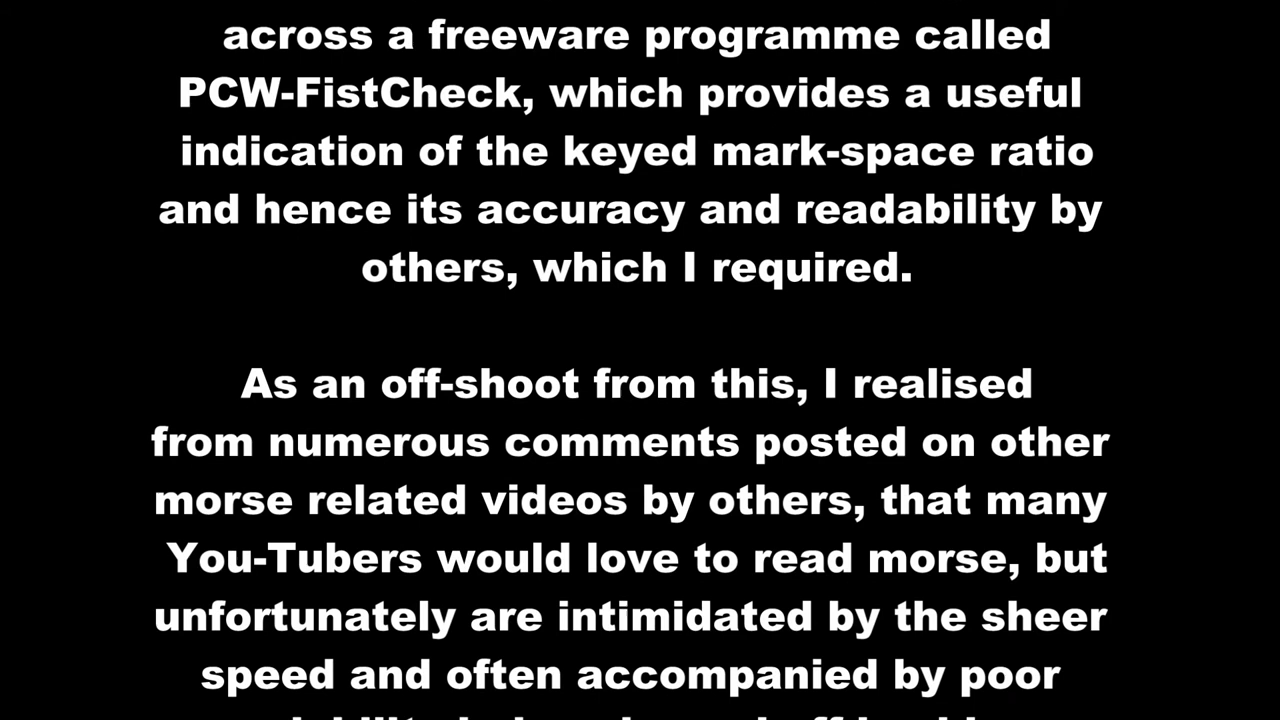 across a freeware programme called
PCW-FistCheck, which provides a useful
indication of the keyed mark-space ratio
and hence its accuracy and readability by
others, which I required.
As an off-shoot from this, I realised
from numerous comments posted on other
morse related videos by others, that many
You-Tubers would love to read morse, but
unfortunately are intimidated by the sheer
speed and often accompanied by poor